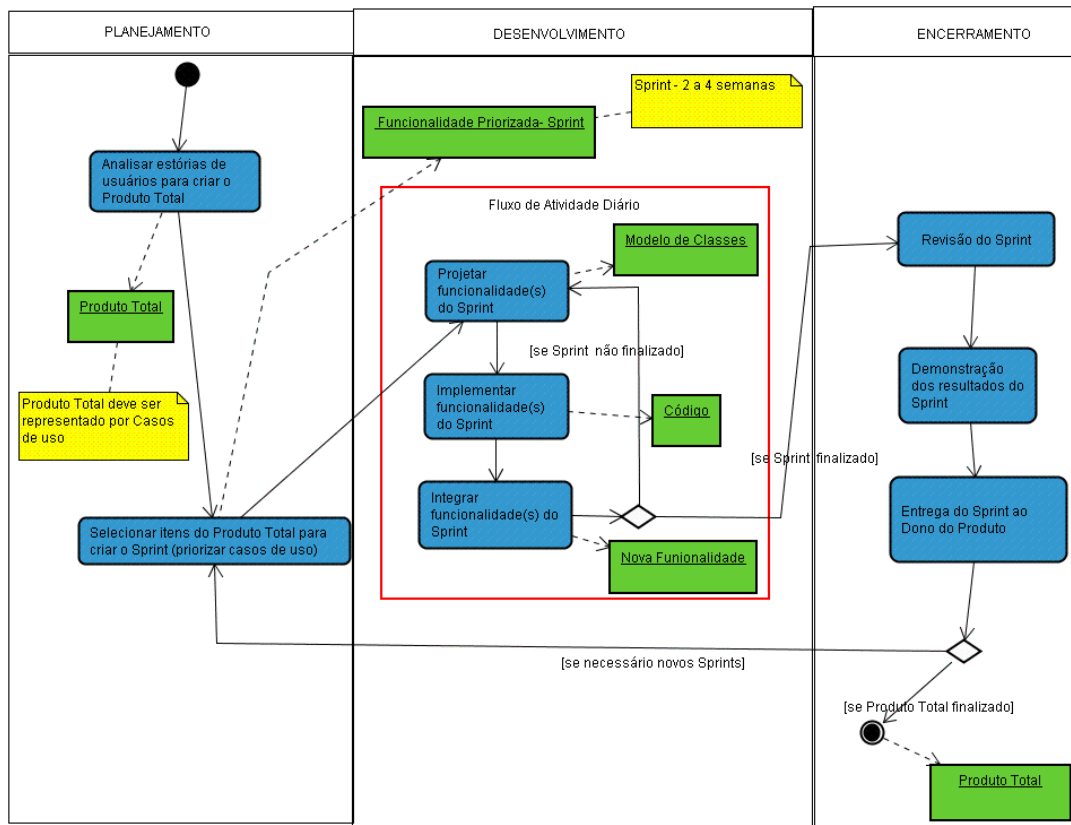 PLANEJAMENTO
DESENVOLVIMENTO
ENCERRAMENTO
Analisar estórias de
usuários para criar o
Produto Total
Produto Total
Produto Total deve ser
representado por Casos
de uso
Selecionar itens do Produto Total para
criar o Sprint (priorizar casos de uso)
Sprint - 2 a 4 semanas
Funcionalidade Priorizada- Sprint
Fluxo de Atividade Diário
Modelo de Classes
Projetar
funcionalidade(s)
do Sprint
[se Sprint não finalizado]
Implementar
funcionalidade(s)
do Sprint
Código
Integrar
funcionalidade(s) do
Sprint
Nova Funionalidade
[se Sprint finalizado]
Revisão do Sprint
Demonstração
dos resultados do
Sprint
Entrega do Sprint ao
Dono do Produto
[se necessário novos Sprints]
[se Produto Total finalizado]
Produto Total